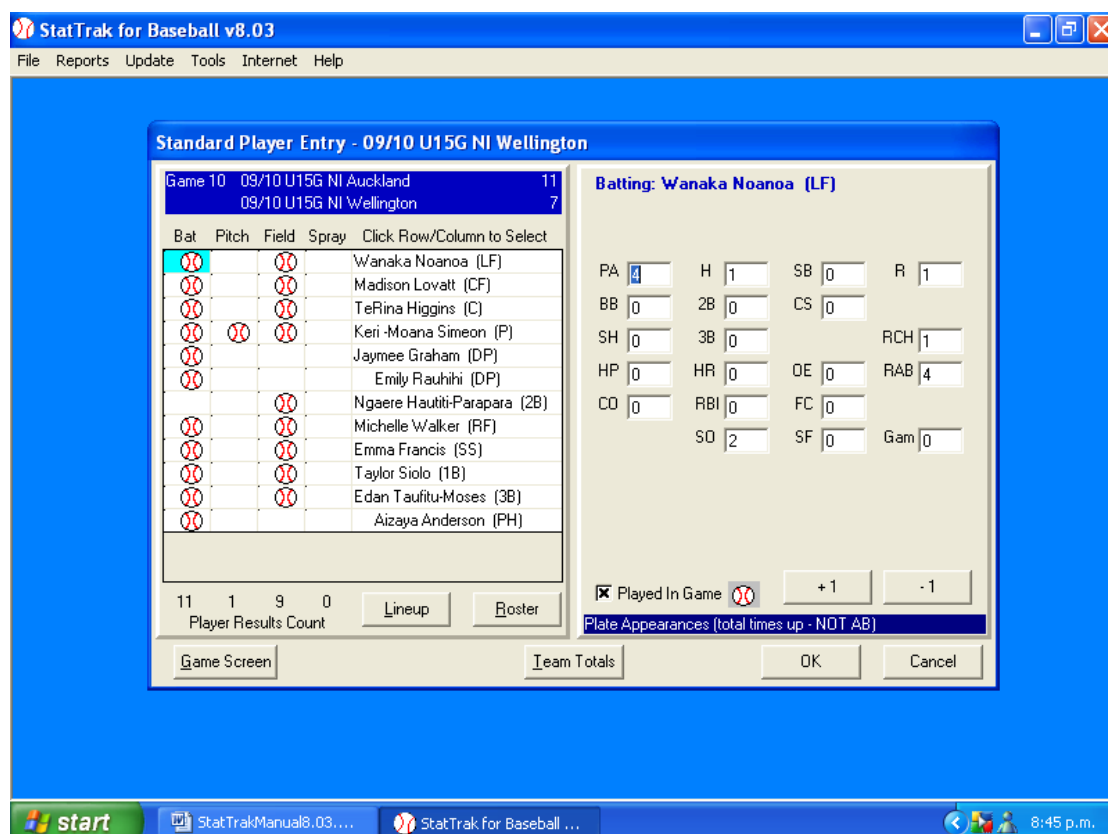 StatTrak for Baseball v8.03
File Reports Update Tools Internet Help
Standard Player Entry - 09/10 U15G NI Wellington
Game 10 09/10 U15G NI Auckland 11
09/10 U15G NI Wellington 7
Bat Pitch Field Spray Click Row/Column to Select
Wanaka Noanoa (LF)
Madison Lovatt (CF)
TeRina Higgins (C)
Keri -Moana Simeon (P)
Jaymee Graham (DP)
Emily Rauhihi (DP)
Ngaere Hautiti-Parapara (2B)
Michelle Walker (RF)
Emma Francis (SS)
Taylor Siolo (1B)
Edan Taufitu-Moses (3B)
Aizaya Anderson (PH)
11 1 9 0
Player Results Count
Lineup Roster
Batting: Wanaka Noanoa (LF)
PA 4 H 1 SB 0 R 1
BB 0 2B 0 CS 0
SH 0 3B 0 RCH 1
HP 0 HR 0 OE 0 RAB 4
CO 0 RBI 0 FC 0
SO 2 SF 0 Gam 0
Played In Game +1 -1
Plate Appearances (total times up - NOT AB)
Game Screen Team Totals OK Cancel
start StatTrakManual8.03.... StatTrak for Baseball ... 8:45 p.m.